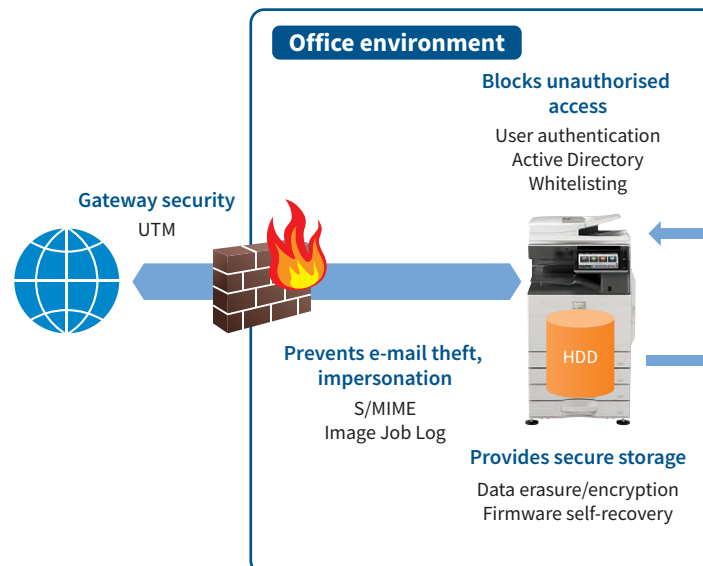 Office environment
Blocks unauthorised
access
User authentication
Active Directory
Whitelisting
Gateway security
UTM
HDD
Prevents e-mail theft,
impersonation
S/MIME
Image Job Log
Provides secure storage
Data erasure/encryption
Firmware self-recovery